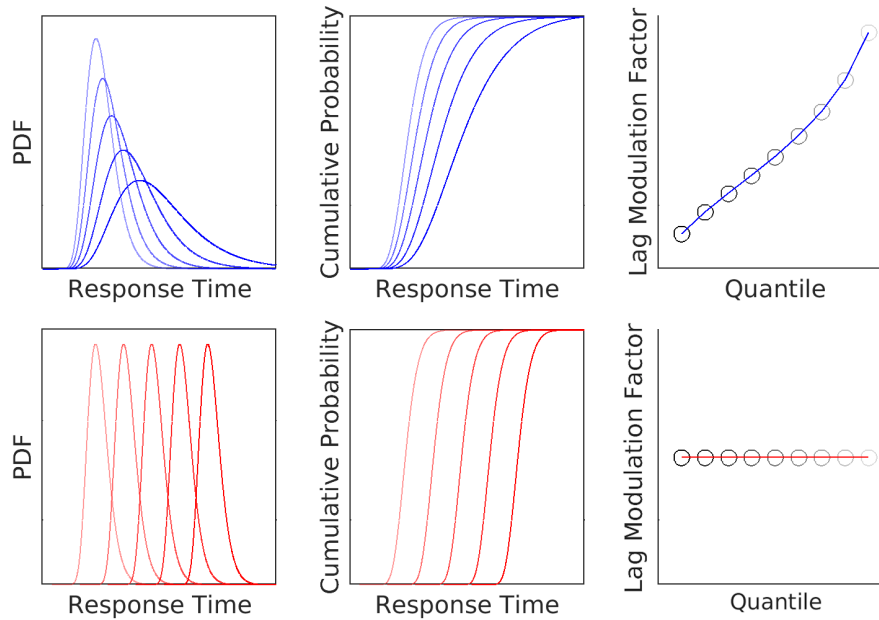 PDF
Response Time
Cumulative Probability
Response Time
Lag Modulation Factor
Quantile
PDF
Response Time
Cumulative Probability
Response Time
Lag Modulation Factor
Quantile